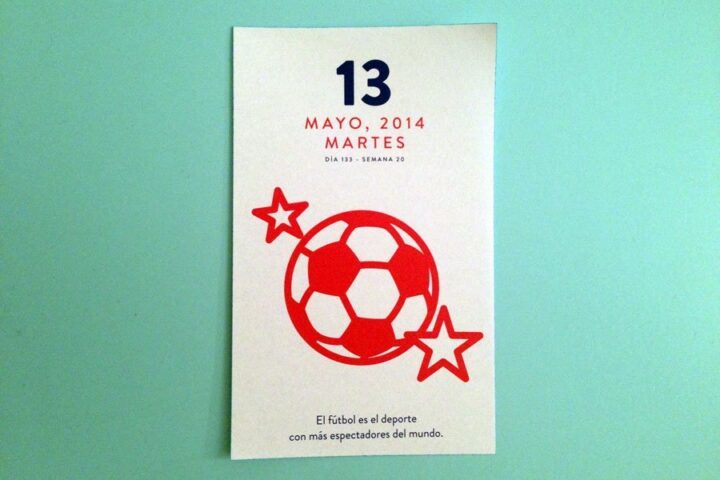 13
MAYO, 2014
MARTES
DÍA 133 - SEMANA 20
El fútbol es el deporte
con más espectadores del mundo.